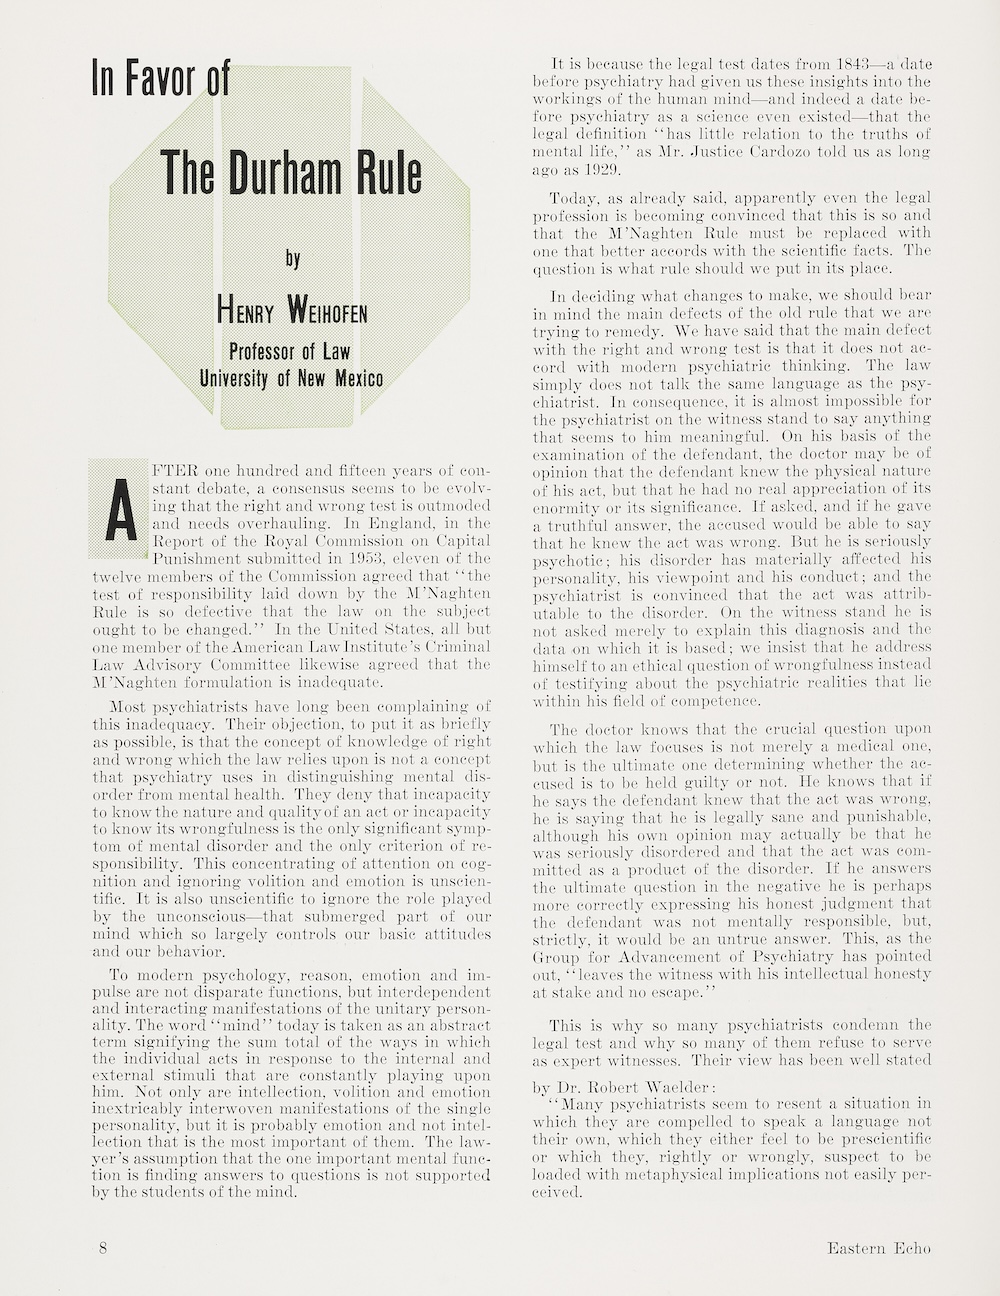 In Favor of
The Durham Rule
by
HENRY WEIHOFEN
Professor of Law
University of New Mexico
AFTER one hundred and fifteen years of con-
stant debate, a consensus seems to be evolv-
ing that the right and wrong test is outmoded
and needs overhauling. In England, in the
Report of the Royal Commission on Capital
Punishment submitted in 1953, eleven of the
twelve members of the Commission agreed that "the
test of responsibility laid down by the M'Naghten
Rule is so defective that the law on the subject
ought to be changed." In the United States, all but
one member of the American Law Institute's Criminal
Law Advisory Committee likewise agreed that the
M'Naghten formulation is inadequate.
Most psychiatrists have long been complaining of
this inadequacy. Their objection, to put it as briefly
as possible, is that the concept of knowledge of right
and wrong which the law relies upon is not a concept
that psychiatry uses in distinguishing mental dis-
order from mental health. They deny that incapacity
to know the nature and quality of an act or incapacity
to know its wrongfulness is the only significant symp-
tom of mental disorder and the only criterion of re-
sponsibility. This concentrating of attention on cog-
nition and ignoring volition and emotion is unscien-
tific. It is also unscientific to ignore the role played
by the unconscious—that submerged part of our
mind which so largely controls our basic attitudes
and our behavior.
To modern psychology, reason, emotion and im-
pulse are not disparate functions, but interdependent
and interacting manifestations of the unitary person-
ality. The word "mind" today is taken as an abstract
term signifying the sum total of the ways in which
the individual acts in response to the internal and
external stimuli that are constantly playing upon
him. Not only are intellection, volition and emotion
inextricably interwoven manifestations of the single
personality, but it is probably emotion and not intel-
lection that is the most important of them. The law-
yer's assumption that the one important mental func-
tion is finding answers to questions is not supported
by the students of the mind.
It is because the legal test dates from 1843—a date
before psychiatry had given us these insights into the
workings of the human mind—and indeed a date be-
fore psychiatry as a science even existed—that the
legal definition "has little relation to the truths of
mental life," as Mr. Justice Cardozo told us as long
ago as 1929.
Today, as already said, apparently even the legal
profession is becoming convinced that this is so and
that the M'Naghten Rule must be replaced with
one that better accords with the scientific facts. The
question is what rule should we put in its place.
In deciding what changes to make, we should bear
in mind the main defects of the old rule that we are
trying to remedy. We have said that the main defect
with the right and wrong test is that it does not ac-
cord with modern psychiatric thinking. The law
simply does not talk the same language as the psy-
chiatrist. In consequence, it is almost impossible for
the psychiatrist on the witness stand to say anything
that seems to him meaningful. On his basis of the
examination of the defendant, the doctor may be of
opinion that the defendant knew the physical nature
of his act, but that he had no real appreciation of its
enormity or its significance. If asked, and if he gave
a truthful answer, the accused would be able to say
that he knew the act was wrong. But he is seriously
psychotic; his disorder has materially affected his
personality, his viewpoint and his conduct; and the
psychiatrist is convinced that the act was attrib-
utable to the disorder. On the witness stand he is
not asked merely to explain this diagnosis and the
data on which it is based; we insist that he address
himself to an ethical question of wrongfulness instead
of testifying about the psychiatric realities that lie
within his field of competence.
The doctor knows that the crucial question upon
which the law focuses is not merely a medical one,
but is the ultimate one determining whether the ac-
cused is to be held guilty or not. He knows that if
he says the defendant knew that the act was wrong,
he is saying that he is legally sane and punishable,
although his own opinion may actually be that he
was seriously disordered and that the act was com-
mitted as a product of the disorder. If he answers
the ultimate question in the negative he is perhaps
more correctly expressing his honest judgment that
the defendant was not mentally responsible, but,
strictly, it would be an untrue answer. This, as the
Group for Advancement of Psychiatry has pointed
out, "leaves the witness with his intellectual honesty
at stake and no escape."
This is why so many psychiatrists condemn the
legal test and why so many of them refuse to serve
as expert witnesses. Their view has been well stated
by Dr. Robert Waelder:
"Many psychiatrists seem to resent a situation in
which they are compelled to speak a language not
their own, which they either feel to be prescientific
or which they, rightly or wrongly, suspect to be
loaded with metaphysical implications not easily per-
ceived.
8
Eastern Echo